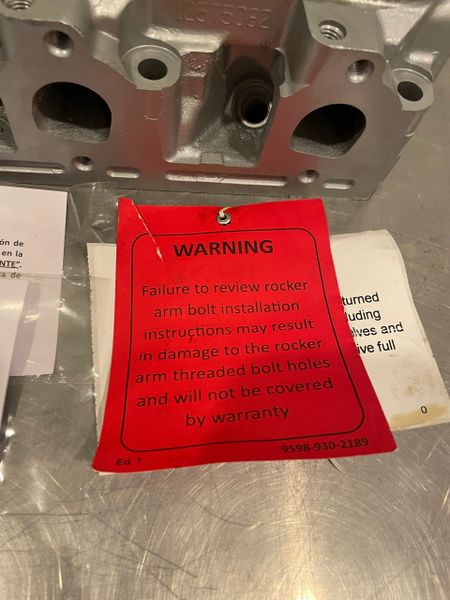 ón de
en la
NTE".
a de
WARNING
Failure to review rocker
arm bolt installation
instructions may result
in damage to the rocker
arm threaded bolt holes
and will not be covered
by warranty
Ed. 1
9598-930-2189
turned
luding
elves and
ive full
0